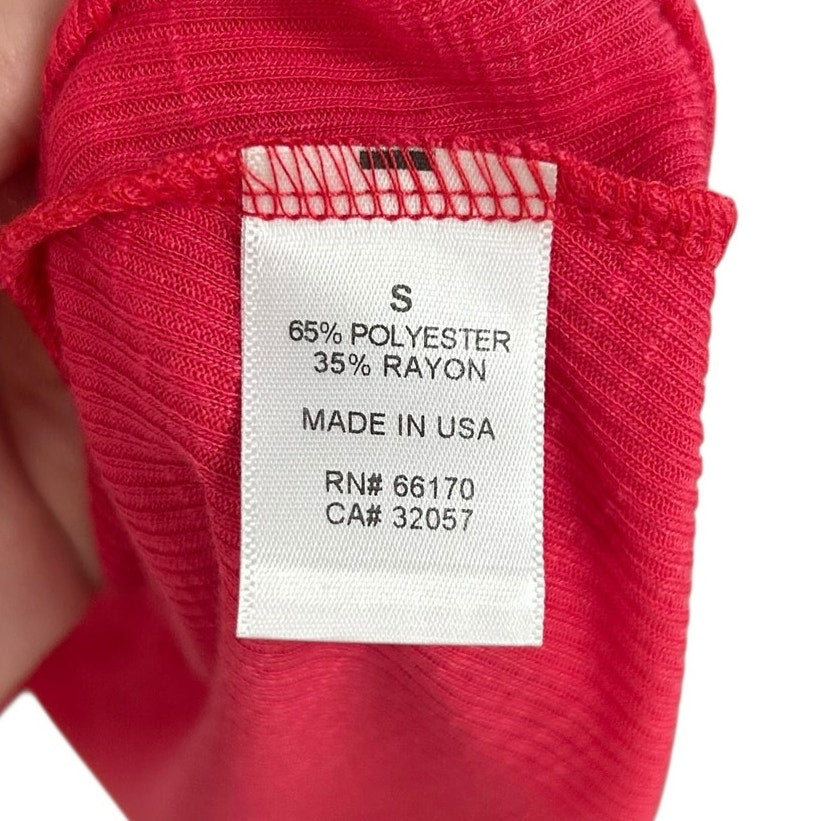 S
65% POLYESTER
35% RAYON
MADE IN USA
RN# 66170
CA# 32057